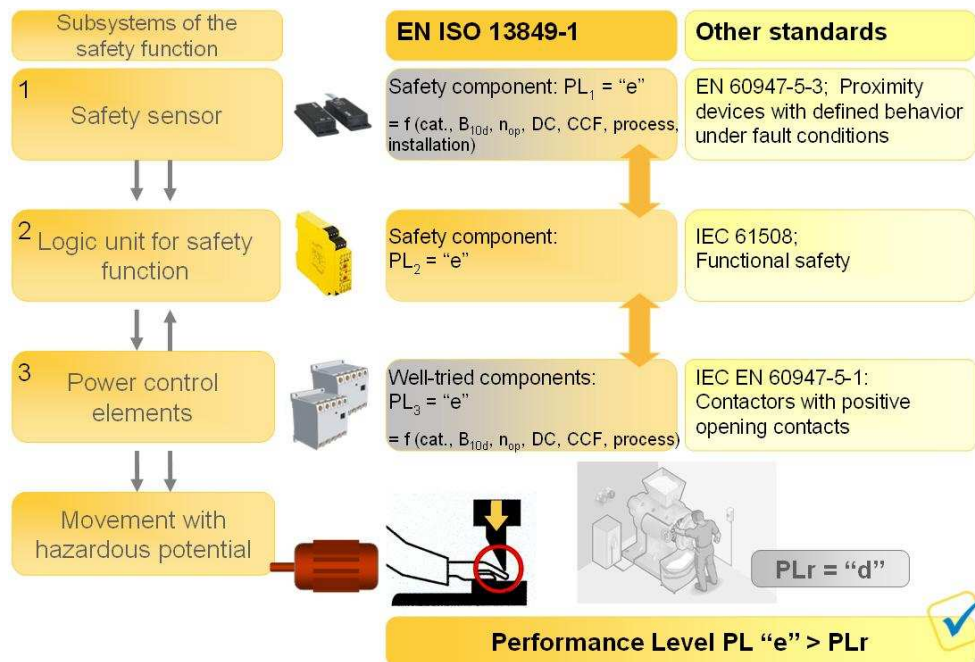 Subsystems of the
safety function
EN ISO 13849-1
Other standards
1
Safety sensor
Safety component: PL1 = “e”
= f (cat., B10d, nop, DC, CCF, process,
installation)
EN 60947-5-3; Proximity
devices with defined behavior
under fault conditions
2
Logic unit for safety
function
Safety component:
PL2 = “e”
IEC 61508;
Functional safety
3
Power control
elements
Well-tried components:
PL3 = “e”
= f (cat., B10d, nop, DC, CCF, process)
IEC EN 60947-5-1:
Contactors with positive
opening contacts
Movement with
hazardous potential
PLr = “d”
Performance Level PL “e” > PLr